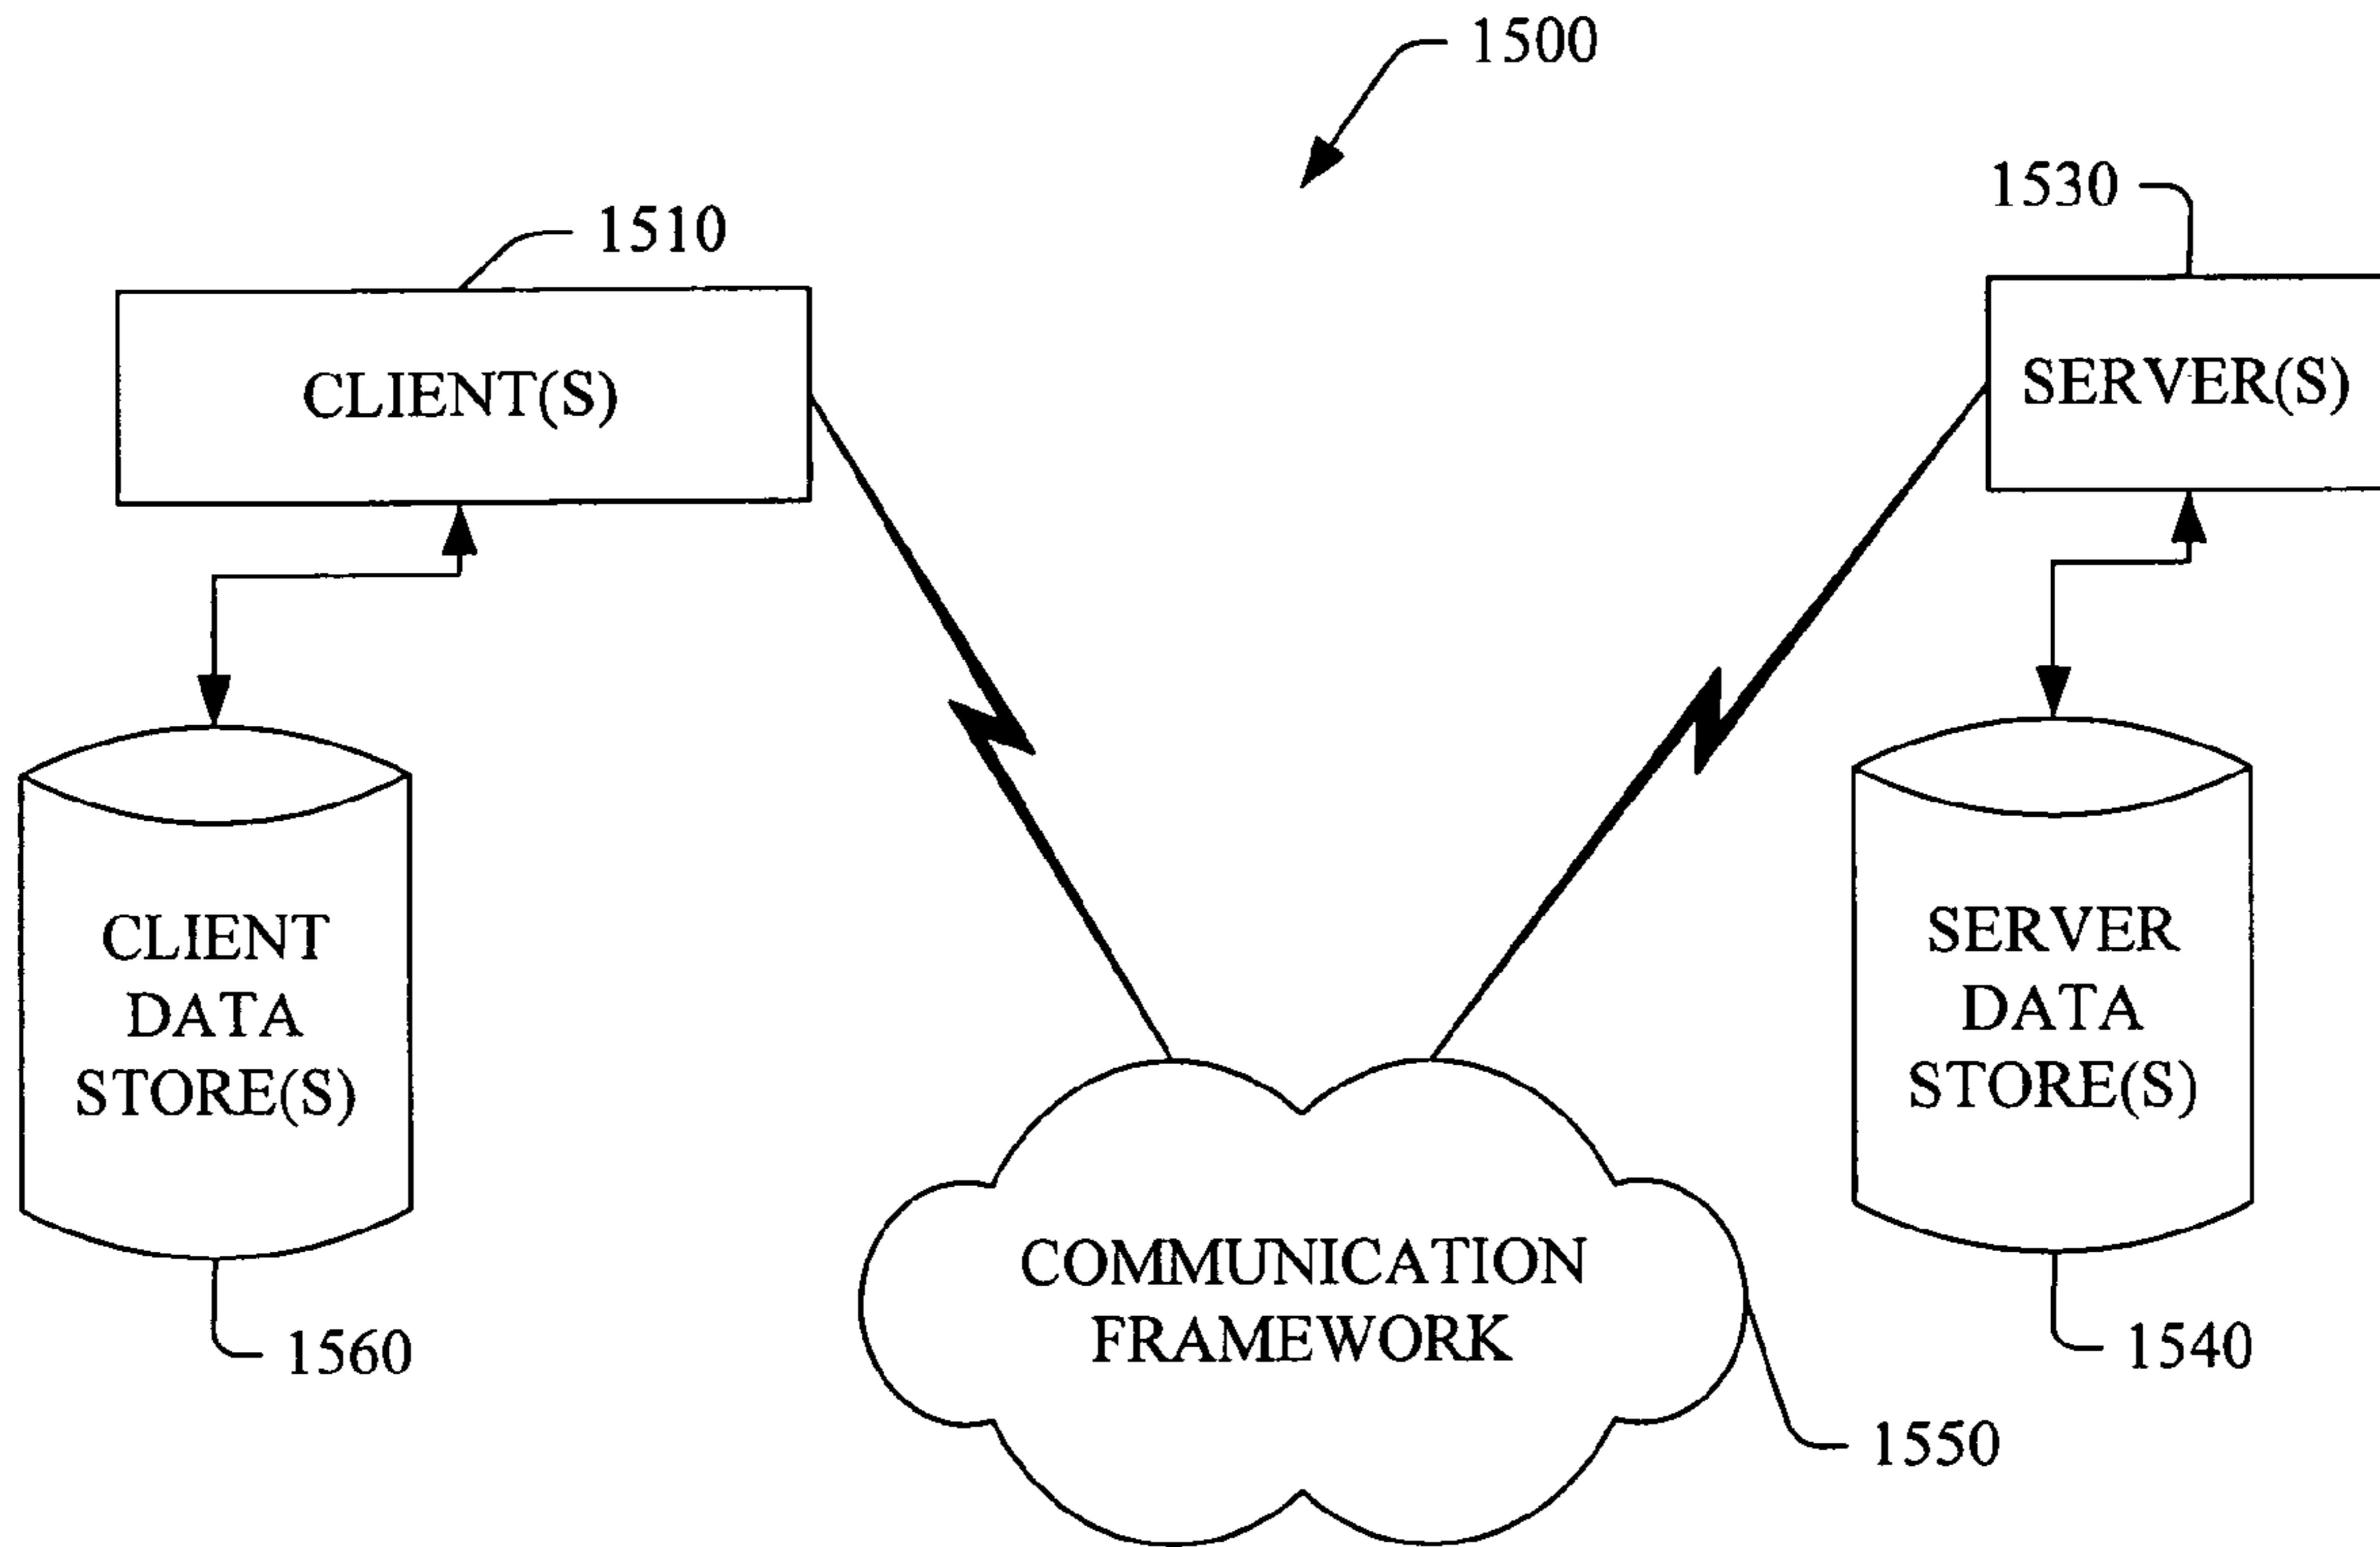 1500
1530
1510
CLIENT(S)
SERVER(S)
CLIENT
DATA
STORE(S)
SERVER
DATA
STORE(S)
COMMUNICATION
FRAMEWORK
1560
1540
1550